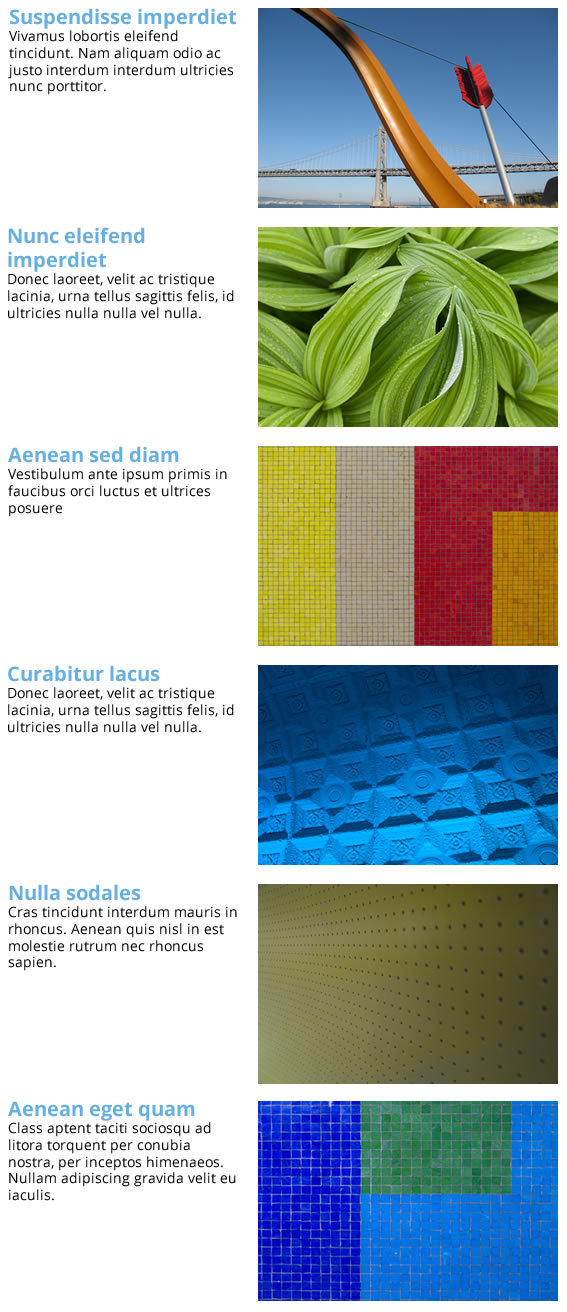 Suspendisse imperdiet
Vivamus lobortis eleifend
tincidunt. Nam aliquam odio ac
justo interdum interdum ultricies
nunc porttitor.
Nunc eleifend
imperdiet
Donec laoreet, velit ac tristique
lacinia, urna tellus sagittis felis, id
ultricies nulla nulla vel nulla.
Aenean sed diam
Vestibulum ante ipsum primis in
faucibus orci luctus et ultrices
posuere
Curabitur lacus
Donec laoreet, velit ac tristique
lacinia, urna tellus sagittis felis, id
ultricies nulla nulla vel nulla.
Nulla sodales
Cras tincidunt interdum mauris in
rhoncus. Aenean quis nisl in est
molestie rutrum nec rhoncus
sapien.
Aenean eget quam
Class aptent taciti sociosqu ad
litora torquent per conubia
nostra, per inceptos himenaeos.
Nullam adipiscing gravida velit eu
iaculis.